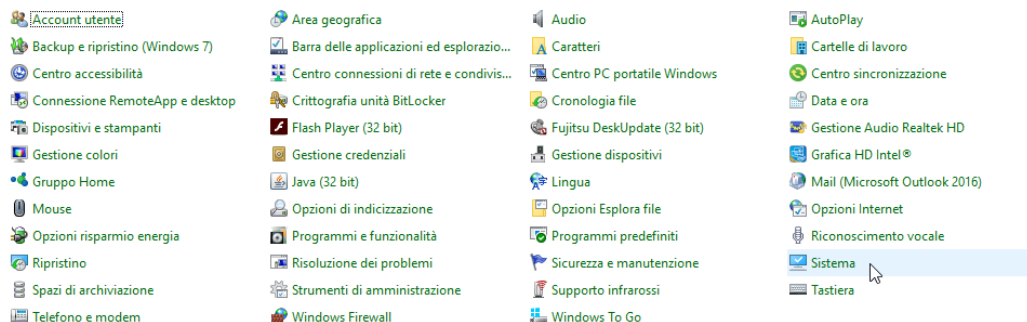 Account utente
Area geografica
Audio
AutoPlay
Backup e ripristino (Windows 7)
Barra delle applicazioni ed esplorazio...
Caratteri
Cartelle di lavoro
Centro accessibilità
Centro connessioni di rete e condivis...
Centro PC portatile Windows
Centro sincronizzazione
Connessione RemoteApp e desktop
Crittografia unità BitLocker
Cronologia file
Data e ora
Dispositivi e stampanti
Flash Player (32 bit)
Fujitsu DeskUpdate (32 bit)
Gestione Audio Realtek HD
Gestione colori
Gestione credenziali
Gestione dispositivi
Grafica HD Intel®
Gruppo Home
Java (32 bit)
Lingua
Mail (Microsoft Outlook 2016)
Mouse
Opzioni di indicizzazione
Opzioni Esplora file
Opzioni Internet
Opzioni risparmio energia
Programmi e funzionalità
Programmi predefiniti
Riconoscimento vocale
Ripristino
Risoluzione dei problemi
Sicurezza e manutenzione
Sistema
Spazi di archiviazione
Strumenti di amministrazione
Supporto infrarossi
Tastiera
Telefono e modem
Windows Firewall
Windows To Go